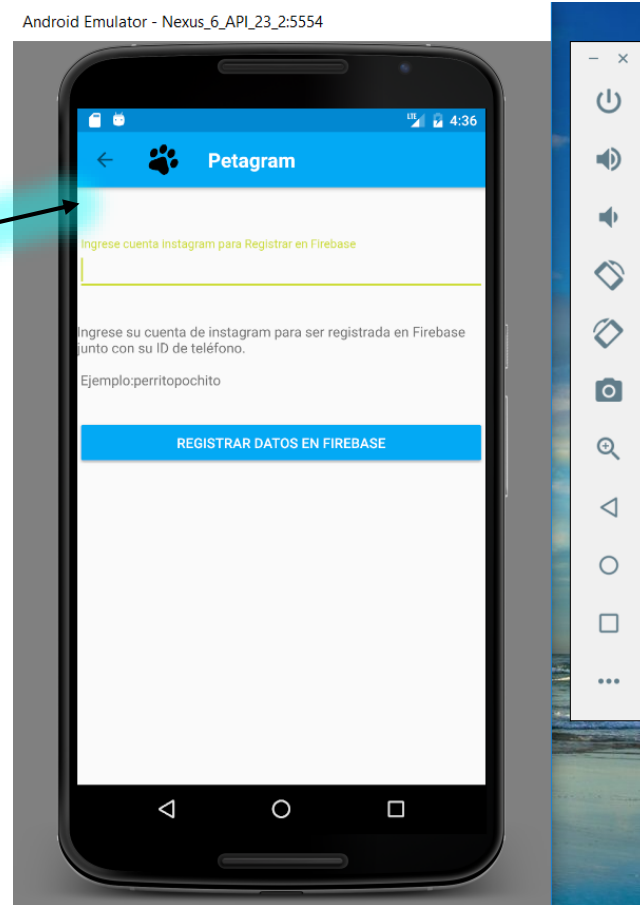 Android Emulator - Nexus_6_API_23_2:5554
LTE 4:36
Petagram
Ingrese cuenta instagram para Registrar en Firebase
Ingrese su cuenta de instagram para ser registrada en Firebase
junto con su ID de teléfono.
Ejemplo:perritopochito
REGISTRAR DATOS EN FIREBASE